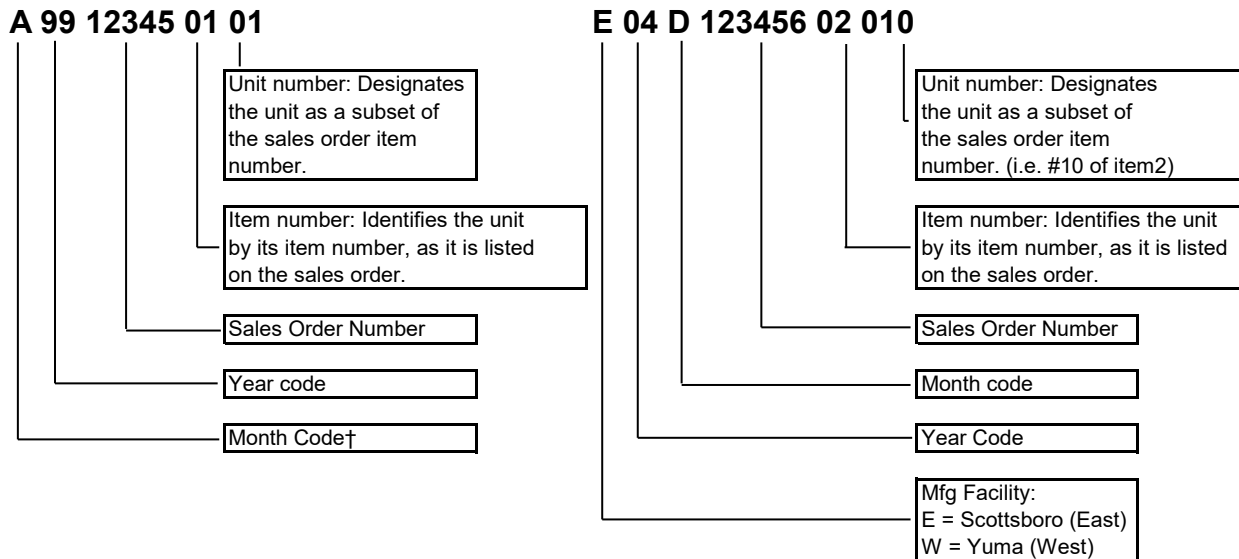 A 99 12345 01 01
Unit number: Designates
the unit as a subset of
the sales order item
number.
Item number: Identifies the unit
by its item number, as it is listed
on the sales order.
Sales Order Number
Year code
Month Code†
E 04 D 123456 02 010
Unit number: Designates
the unit as a subset of
the sales order item
number. (i.e. #10 of item2)
Item number: Identifies the unit
by its item number, as it is listed
on the sales order.
Sales Order Number
Month code
Year Code
Mfg Facility:
E = Scottsboro (East)
W = Yuma (West)